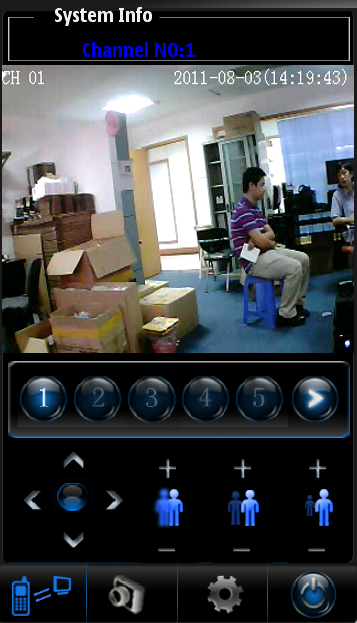 System Info
Channel NO:1
CH 01 2011-08-03(14:19:43)
1 2 3 4 5